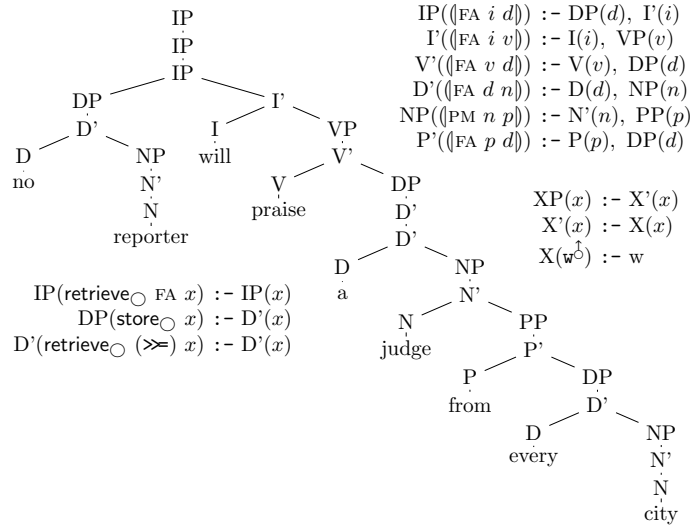 IP
IP
IP
DP I'
D' I VP
D NP will V'
no N' V DP
N praise D'
reporter D'
D NP
a N'
N PP
judge P'
P DP
from D'
D NP
every N'
N
city
IP(⦇FA i d⦈) :- DP(d), I'(i)
I'(⦇FA i v⦈) :- I(i), VP(v)
V'(⦇FA v d⦈) :- V(v), DP(d)
D'(⦇FA d n⦈) :- D(d), NP(n)
NP(⦇PM n p⦈) :- N'(n), PP(p)
P'(⦇FA p d⦈) :- P(p), DP(d)
XP(x) :- X'(x)
X'(x) :- X(x)
X(w↑○) :- w
IP(retrieve○ FA x) :- IP(x)
DP(store○ x) :- D'(x)
D'(retrieve○ (>>=) x) :- D'(x)